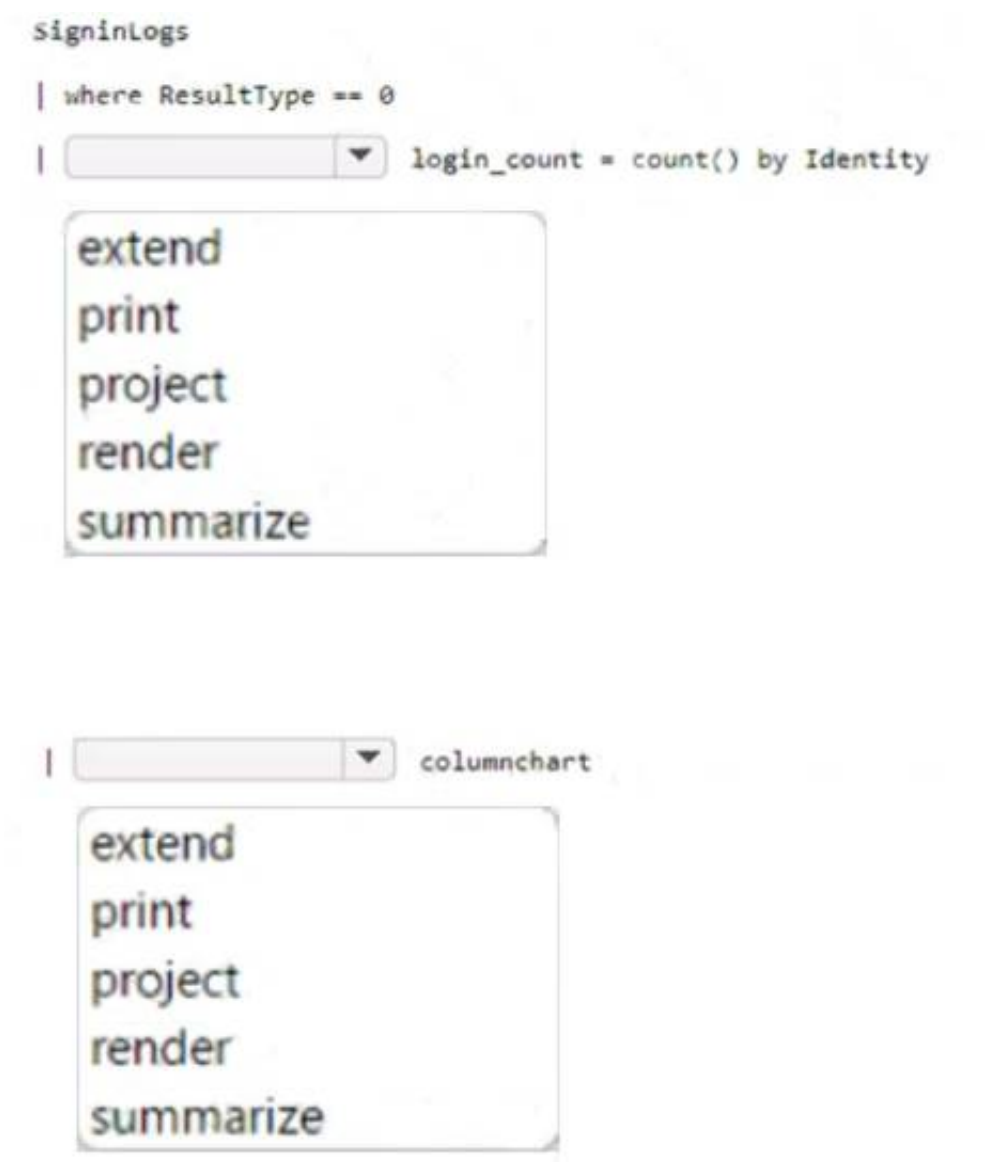 SigninLogs
| where ResultType == 0
| login_count = count() by Identity
extend
print
project
render
summarize
| columnchart
extend
print
project
render
summarize